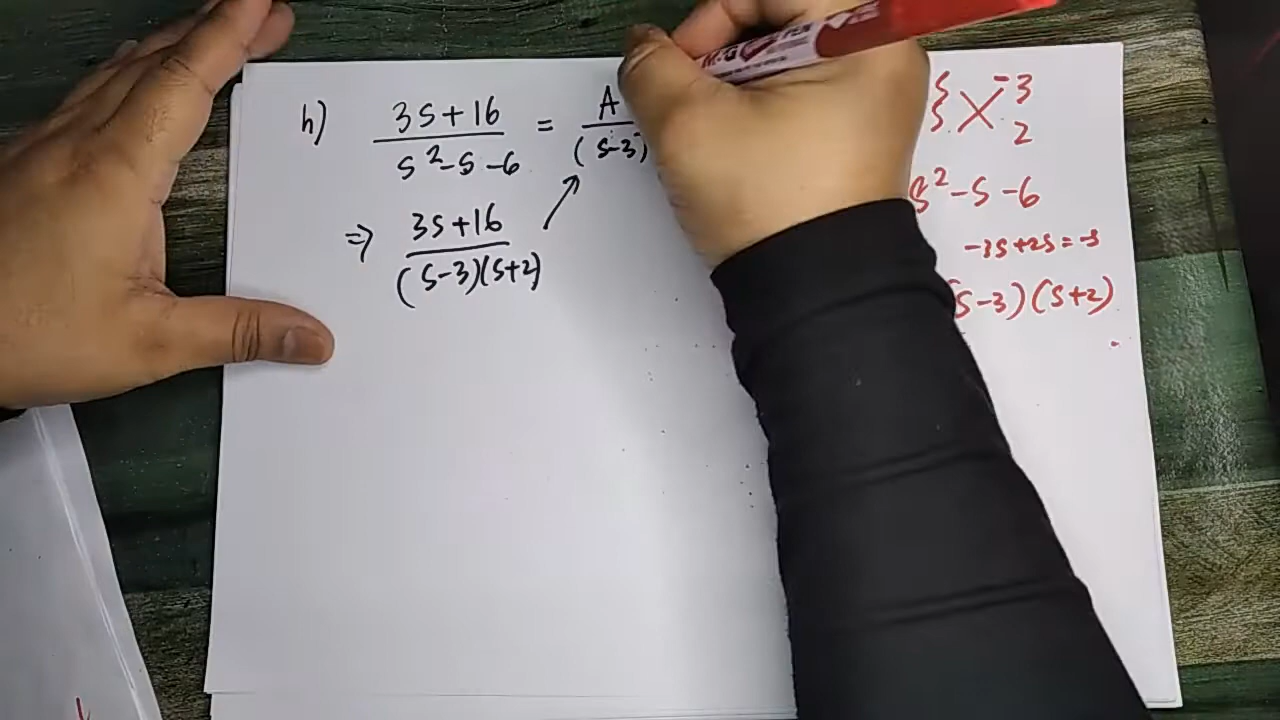 h) 3s+16 / s²-s-6 = A / (s-3)
⇒ 3s+16 / (s-3)(s+2)
s -3
2
s²-s-6
-3s+2s=-s
(s-3)(s+2)